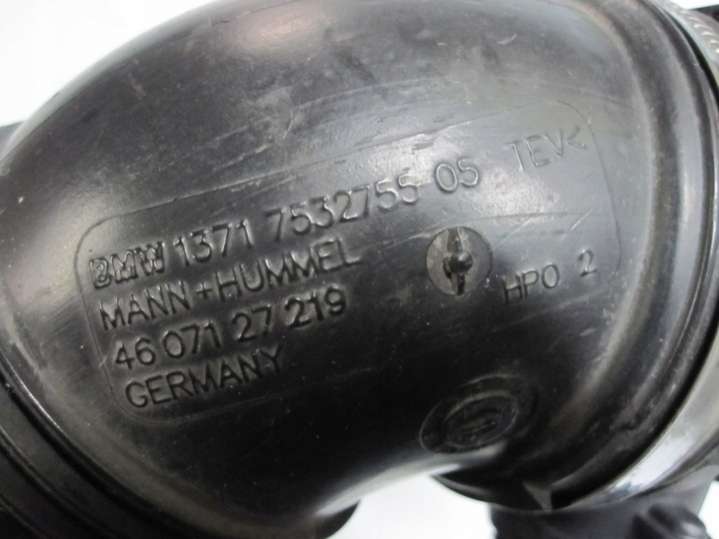 BMW 1371 7532755 05 TEV<
MANN+HUMMEL
46 071 27 219
HPO 2
GERMANY